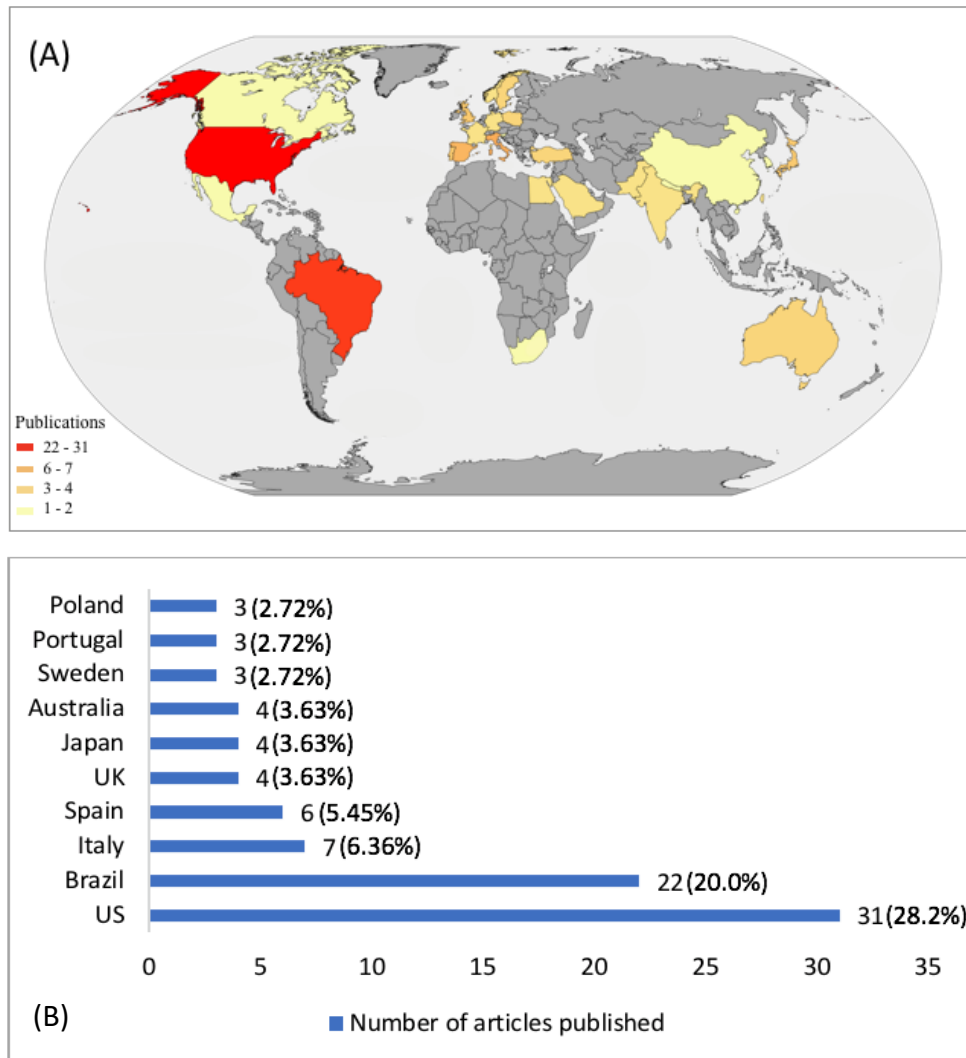 (A)
Publications
22 - 31
6 - 7
3 - 4
1 - 2
Poland 3 (2.72%)
Portugal 3 (2.72%)
Sweden 3 (2.72%)
Australia 4 (3.63%)
Japan 4 (3.63%)
UK 4 (3.63%)
Spain 6 (5.45%)
Italy 7 (6.36%)
Brazil 22 (20.0%)
US 31 (28.2%)
0 5 10 15 20 25 30 35
(B) Number of articles published